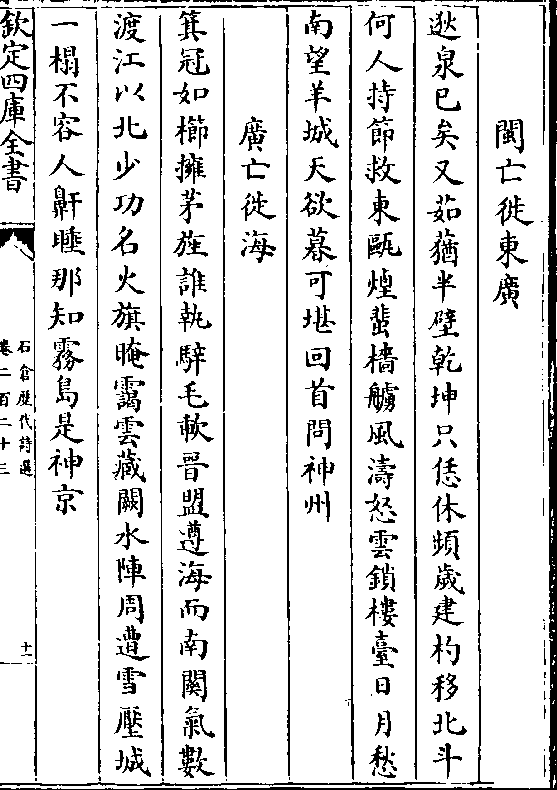 閩亡徙東廣
逖泉已矣又茹蕕半壁乾坤只恁休頻歲建杓移北斗
何人持節救東甌煌蜚檣艣風濤怒雲鎖樓臺日月愁
南望羊城天欲暮可堪回首問神州
廣亡徙海
箕冠如櫛擁茅旌誰執騂毛軟晉盟遵海而南關氣數
渡江以北少功名火旗晻靄雲藏闕水陣周遭雪壓城
一榻不容人鼾睡那知霧島是神京
欽定四庫全書
石倉歷代詩選
卷二百二十三
十一